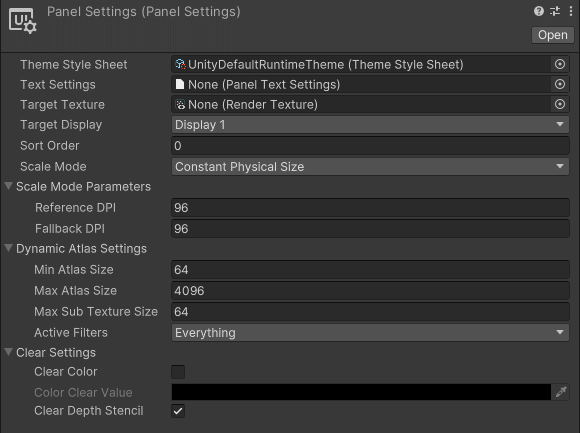 UI
Panel Settings (Panel Settings)
Open
Theme Style Sheet UnityDefaultRuntimeTheme (Theme Style Sheet)
Text Settings None (Panel Text Settings)
Target Texture None (Render Texture)
Target Display Display 1
Sort Order 0
Scale Mode Constant Physical Size
Scale Mode Parameters
Reference DPI 96
Fallback DPI 96
Dynamic Atlas Settings
Min Atlas Size 64
Max Atlas Size 4096
Max Sub Texture Size 64
Active Filters Everything
Clear Settings
Clear Color
Color Clear Value
Clear Depth Stencil